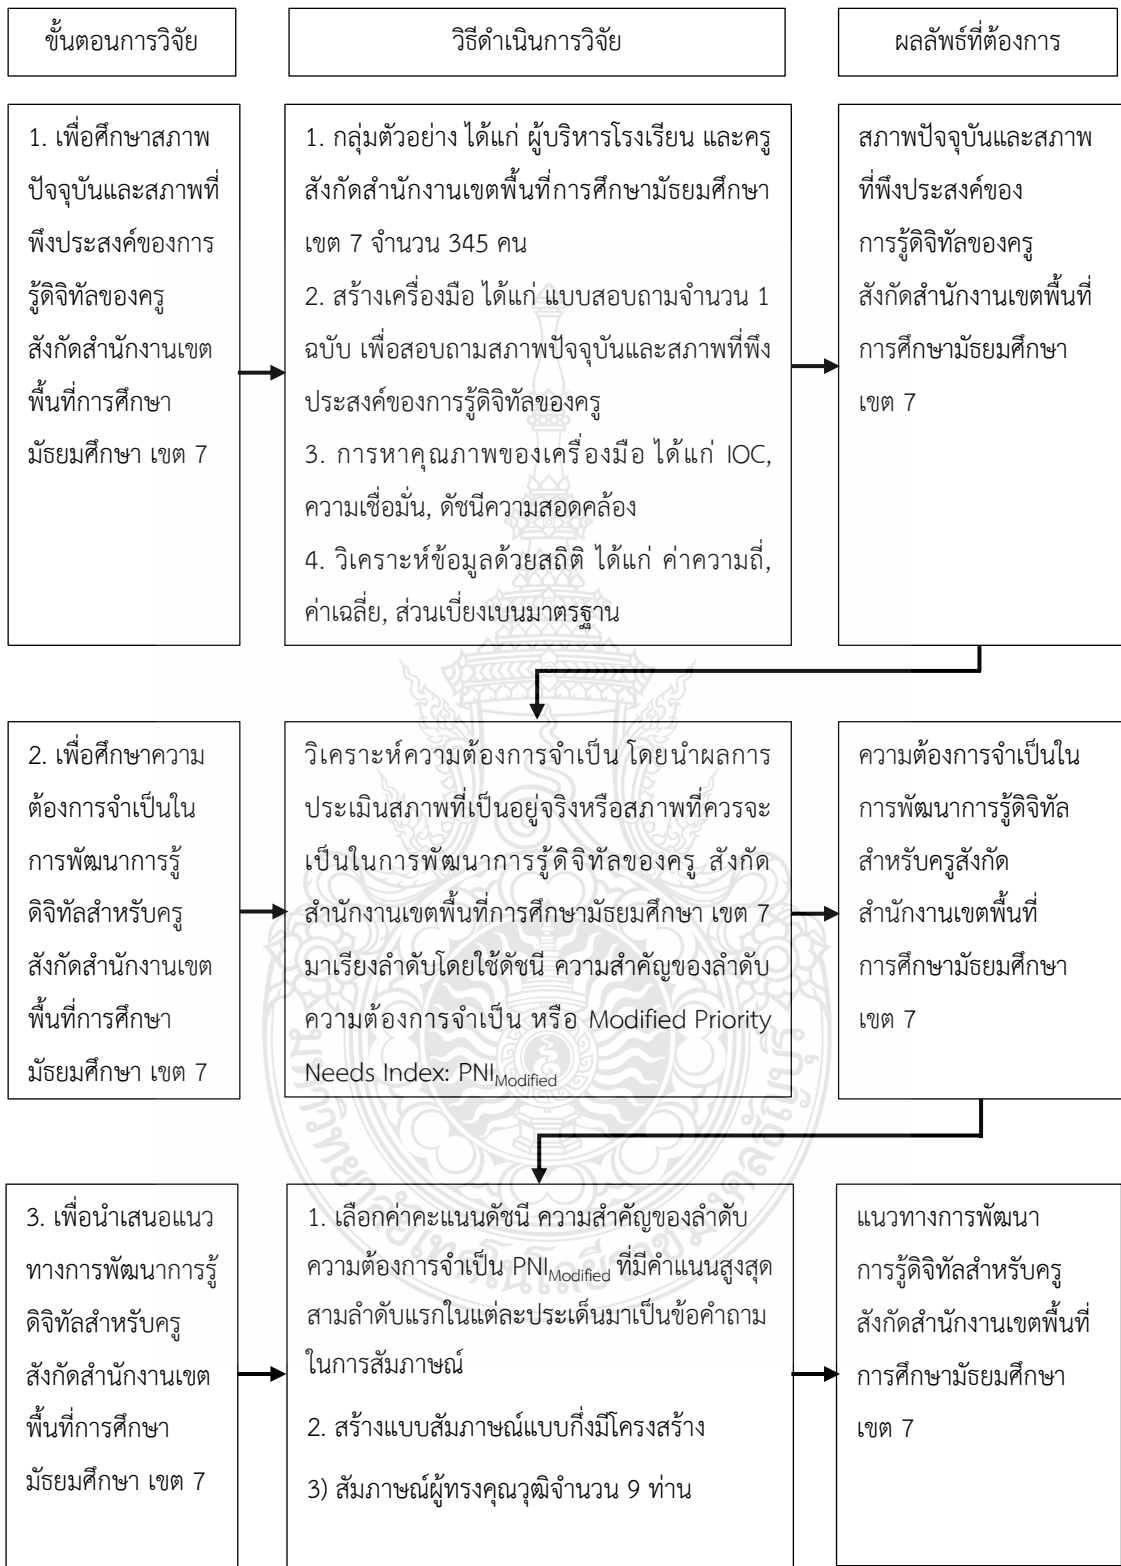 ขั้นตอนการวิจัย
วิธีดำเนินการวิจัย
ผลลัพธ์ที่ต้องการ
1. เพื่อศึกษาสภาพ
ปัจจุบันและสภาพที่
พึงประสงค์ของการ
รู้ดิจิทัลของครู
สังกัดสำนักงานเขต
พื้นที่การศึกษา
มัธยมศึกษา เขต 7
1. กลุ่มตัวอย่าง ได้แก่ ผู้บริหารโรงเรียน และครู
สังกัดสำนักงานเขตพื้นที่การศึกษามัธยมศึกษา
เขต 7 จำนวน 345 คน
2. สร้างเครื่องมือ ได้แก่ แบบสอบถามจำนวน 1
ฉบับ เพื่อสอบถามสภาพปัจจุบันและสภาพที่พึง
ประสงค์ของการรู้ดิจิทัลของครู
3. การหาคุณภาพของเครื่องมือ ได้แก่ IOC,
ความเชื่อมั่น, ดัชนีความสอดคล้อง
4. วิเคราะห์ข้อมูลด้วยสถิติ ได้แก่ ค่าความถี่,
ค่าเฉลี่ย, ส่วนเบี่ยงเบนมาตรฐาน
สภาพปัจจุบันและสภาพ
ที่พึงประสงค์ของ
การรู้ดิจิทัลของครู
สังกัดสำนักงานเขตพื้นที่
การศึกษามัธยมศึกษา
เขต 7
2. เพื่อศึกษาความ
ต้องการจำเป็นใน
การพัฒนาการรู้
ดิจิทัลสำหรับครู
สังกัดสำนักงานเขต
พื้นที่การศึกษา
มัธยมศึกษา เขต 7
วิเคราะห์ความต้องการจำเป็น โดยนำผลการ
ประเมินสภาพที่เป็นอยู่จริงหรือสภาพที่ควรจะ
เป็นในการพัฒนาการรู้ดิจิทัลของครู สังกัด
สำนักงานเขตพื้นที่การศึกษามัธยมศึกษา เขต 7
มาเรียงลำดับโดยใช้ดัชนี ความสำคัญของลำดับ
ความต้องการจำเป็น หรือ Modified Priority
Needs Index: PNIModified
ความต้องการจำเป็นใน
การพัฒนาการรู้ดิจิทัล
สำหรับครูสังกัด
สำนักงานเขตพื้นที่
การศึกษามัธยมศึกษา
เขต 7
3. เพื่อนำเสนอแนว
ทางการพัฒนาการรู้
ดิจิทัลสำหรับครู
สังกัดสำนักงานเขต
พื้นที่การศึกษา
มัธยมศึกษา เขต 7
1. เลือกค่าคะแนนดัชนี ความสำคัญของลำดับ
ความต้องการจำเป็น PNIModified ที่มีคำแนนสูงสุด
สามลำดับแรกในแต่ละประเด็นมาเป็นข้อคำถาม
ในการสัมภาษณ์
2. สร้างแบบสัมภาษณ์แบบกึ่งมีโครงสร้าง
3) สัมภาษณ์ผู้ทรงคุณวุฒิจำนวน 9 ท่าน
แนวทางการพัฒนา
การรู้ดิจิทัลสำหรับครู
สังกัดสำนักงานเขตพื้นที่
การศึกษามัธยมศึกษา
เขต 7
มหาวิทยาลัยเทคโนโลยีราชมงคลธัญบุรี